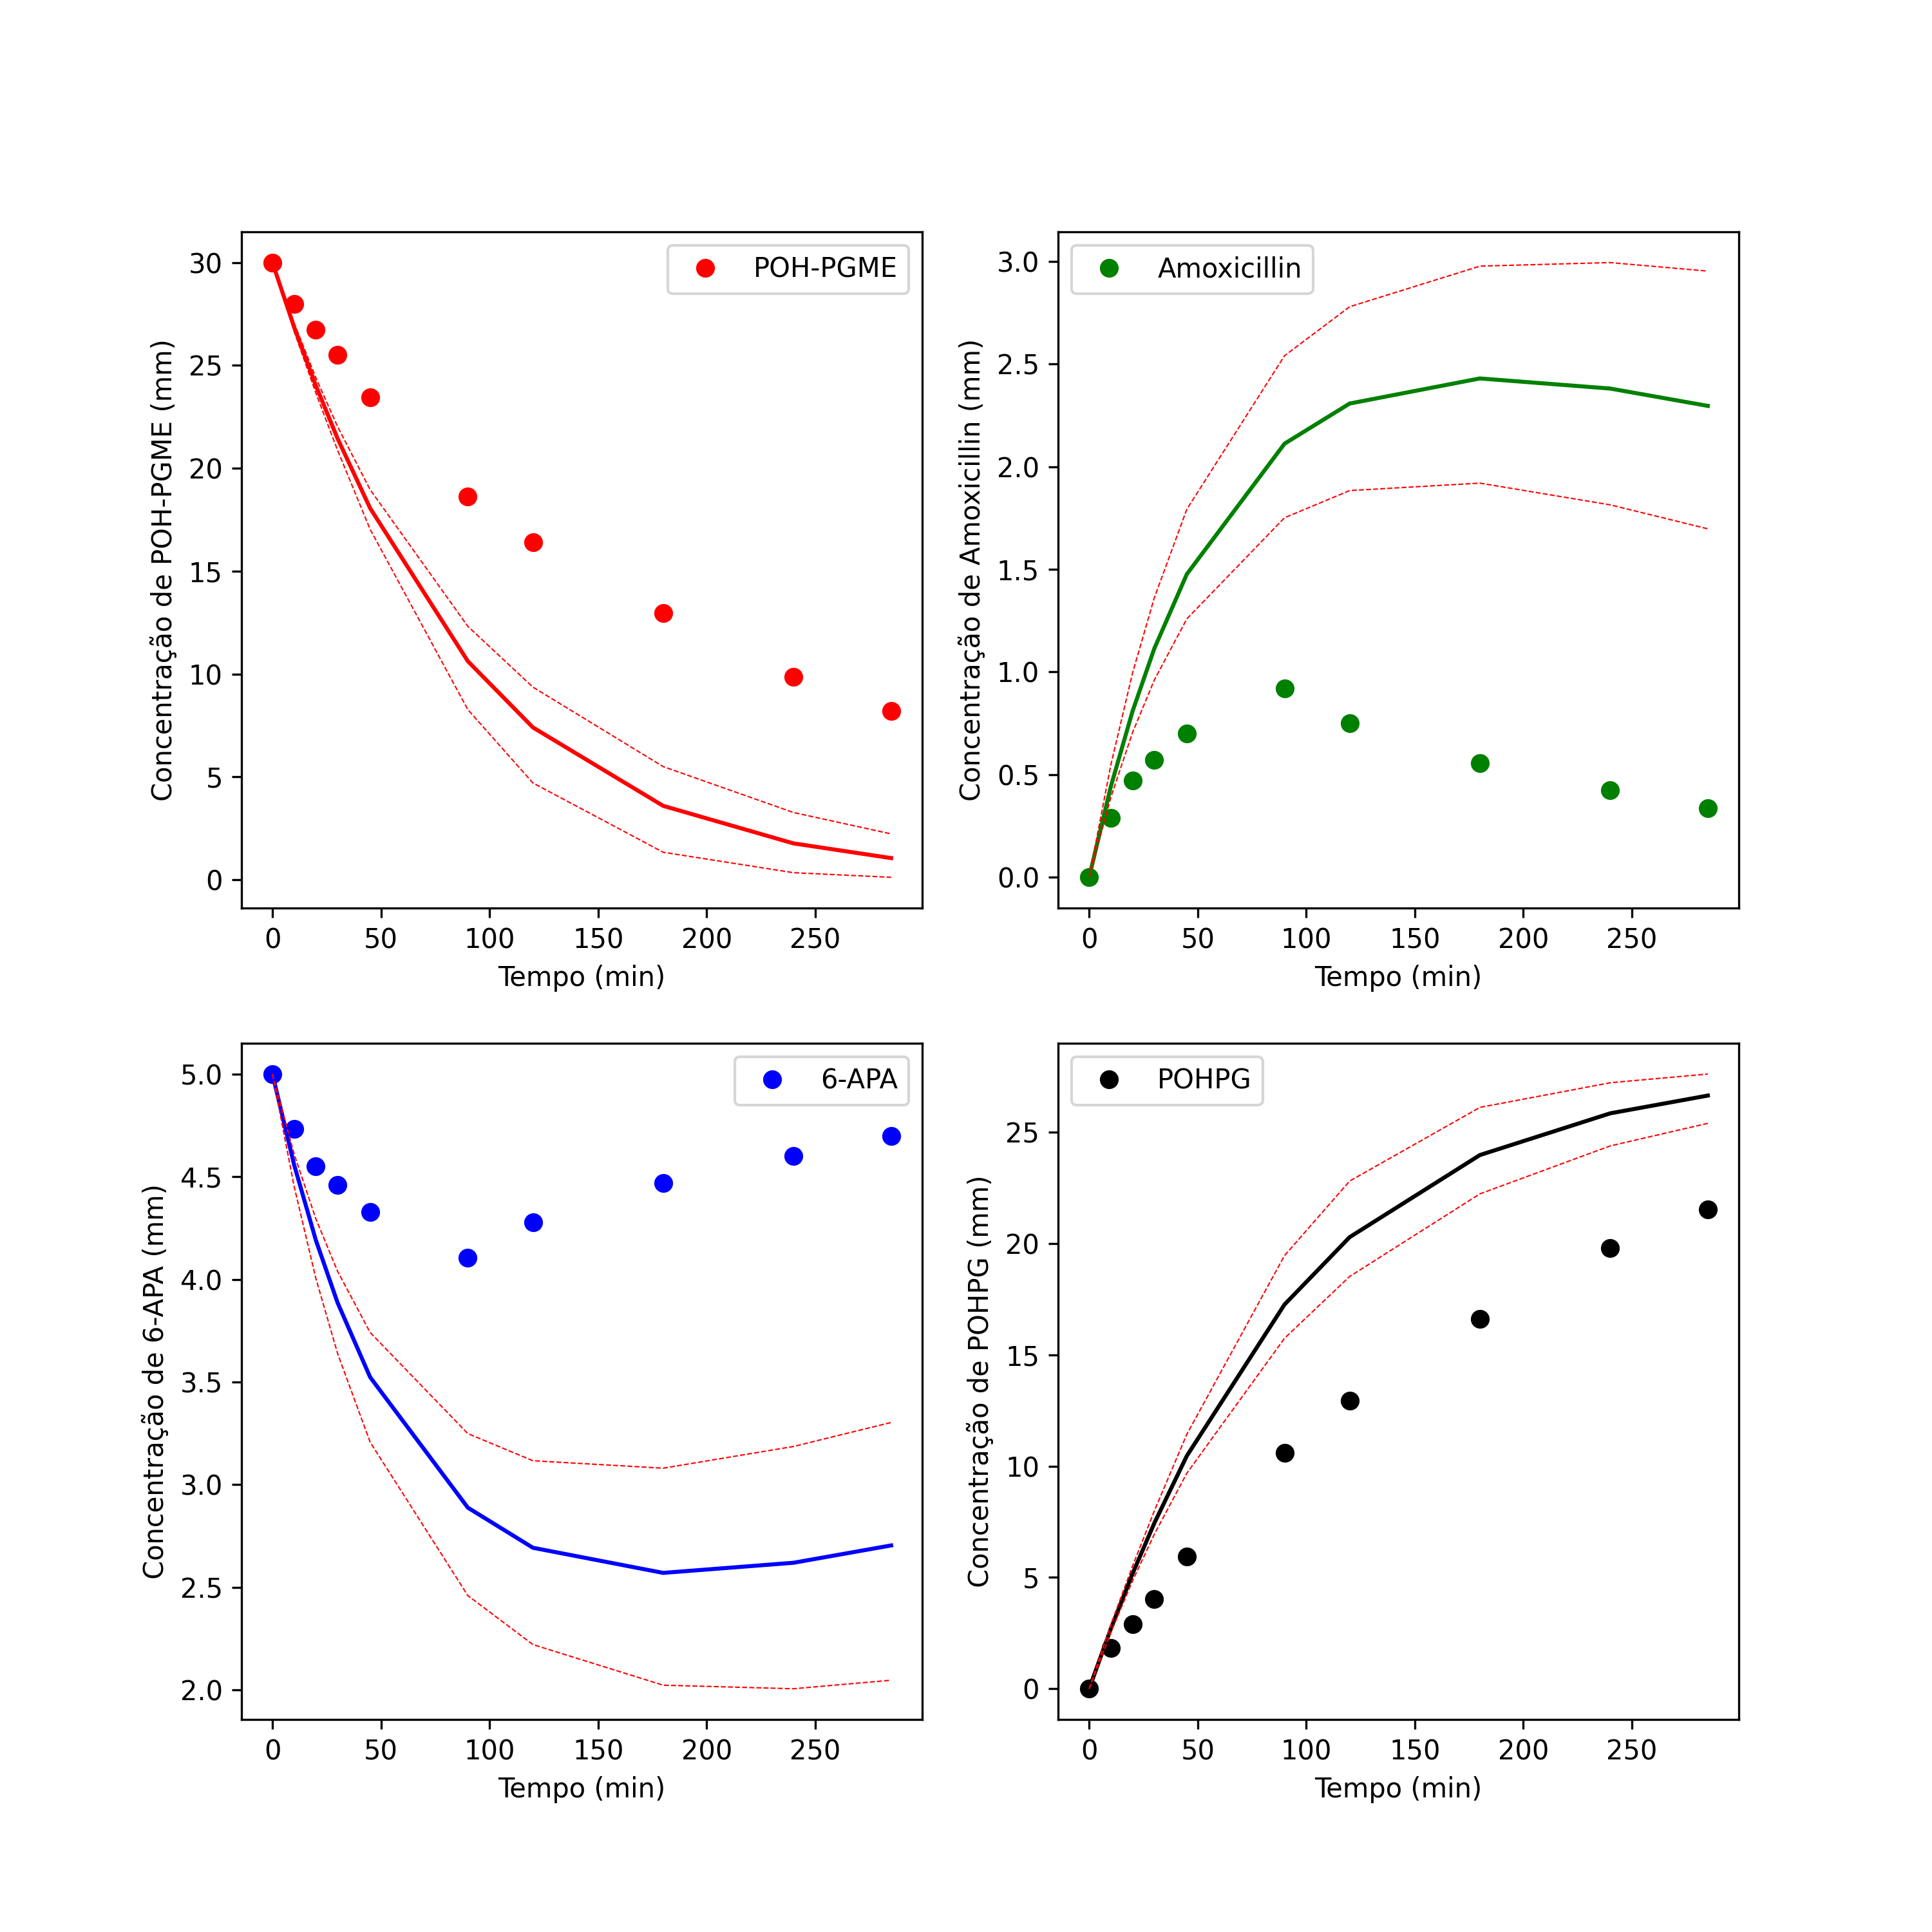 POH-PGME
Concentração de POH-PGME (mm)
30
25
20
15
10
5
0
0 50 100 150 200 250
Tempo (min)
Amoxicillin
Concentração de Amoxicillin (mm)
3.0
2.5
2.0
1.5
1.0
0.5
0.0
0 50 100 150 200 250
Tempo (min)
6-APA
Concentração de 6-APA (mm)
5.0
4.5
4.0
3.5
3.0
2.5
2.0
0 50 100 150 200 250
Tempo (min)
POHPG
Concentração de POHPG (mm)
25
20
15
10
5
0
0 50 100 150 200 250
Tempo (min)